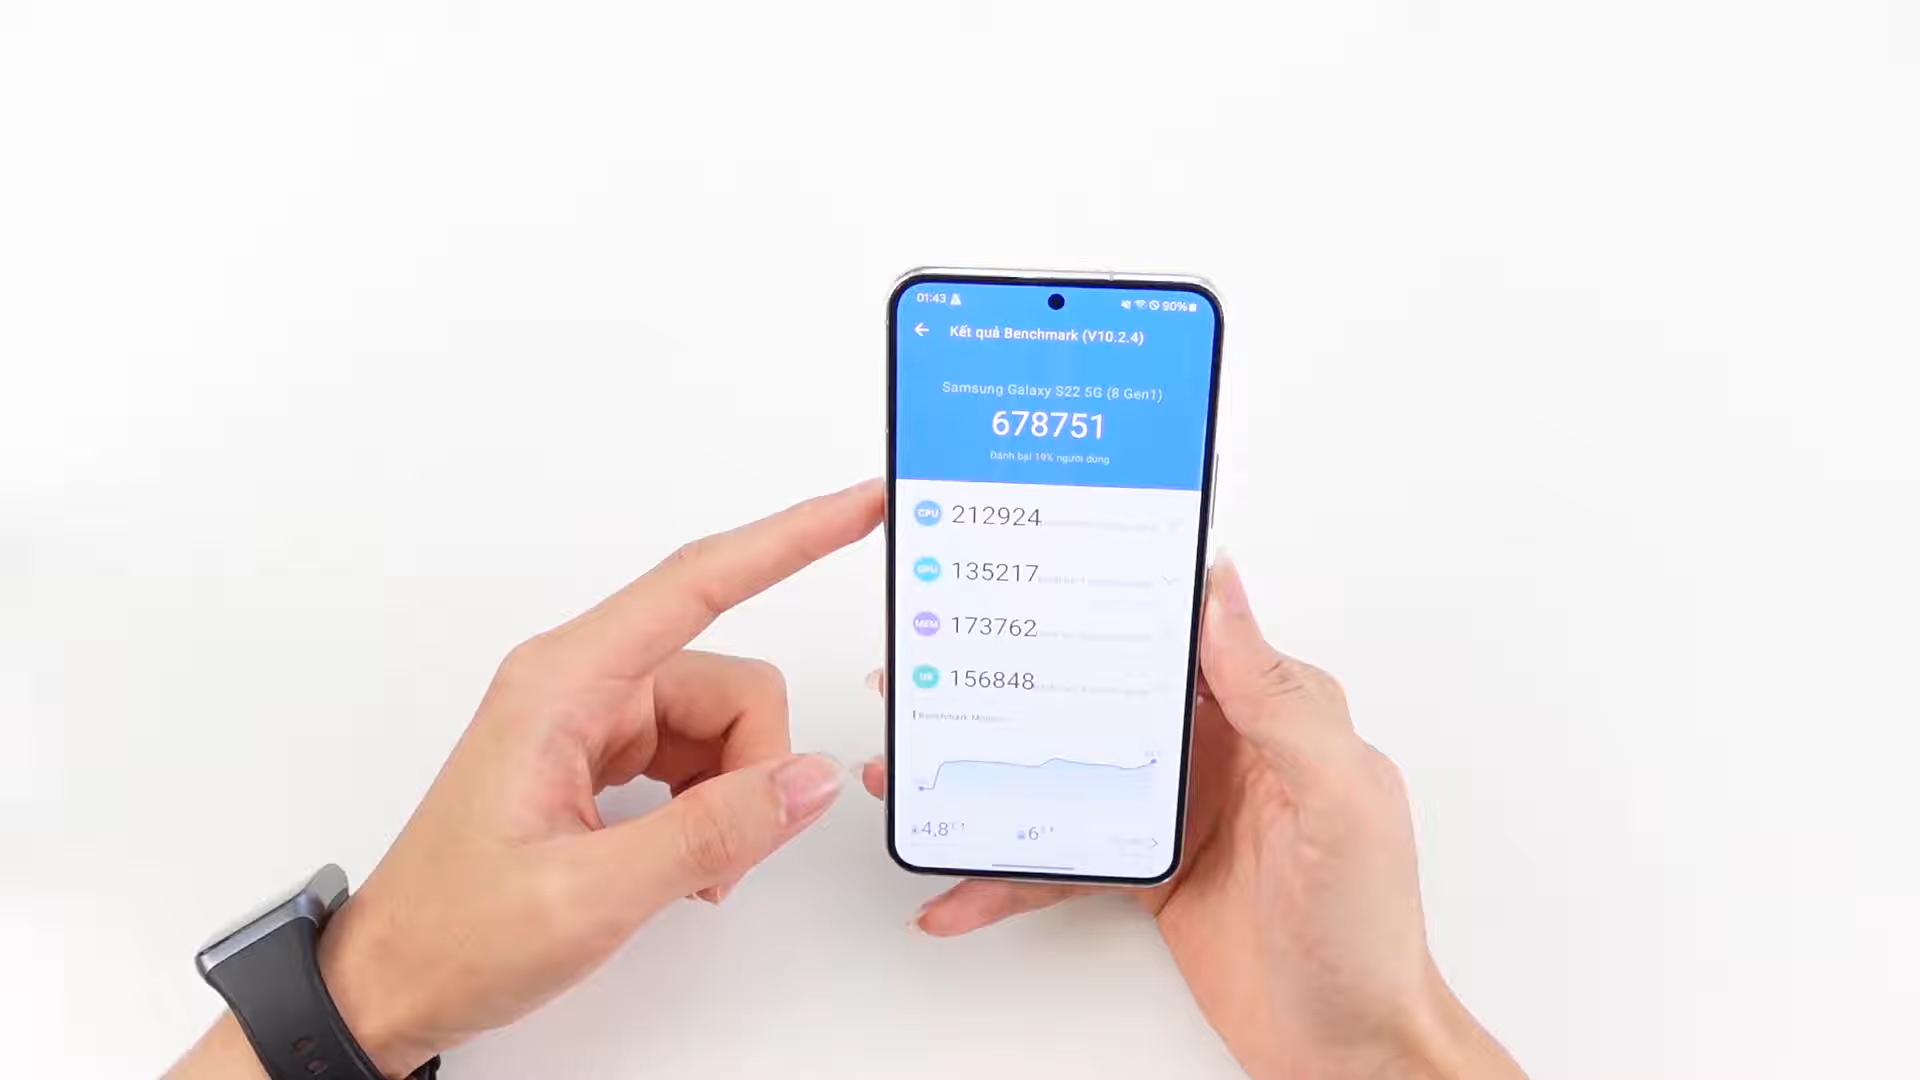 01:43
90%
Kết quả Benchmark (V10.2.4)
Samsung Galaxy S22 5G (8 Gen1)
678751
Đánh bại 19% người dùng
CPU 212924
GPU 135217
MEM 173762
UX 156848
Benchmark
4,8
6